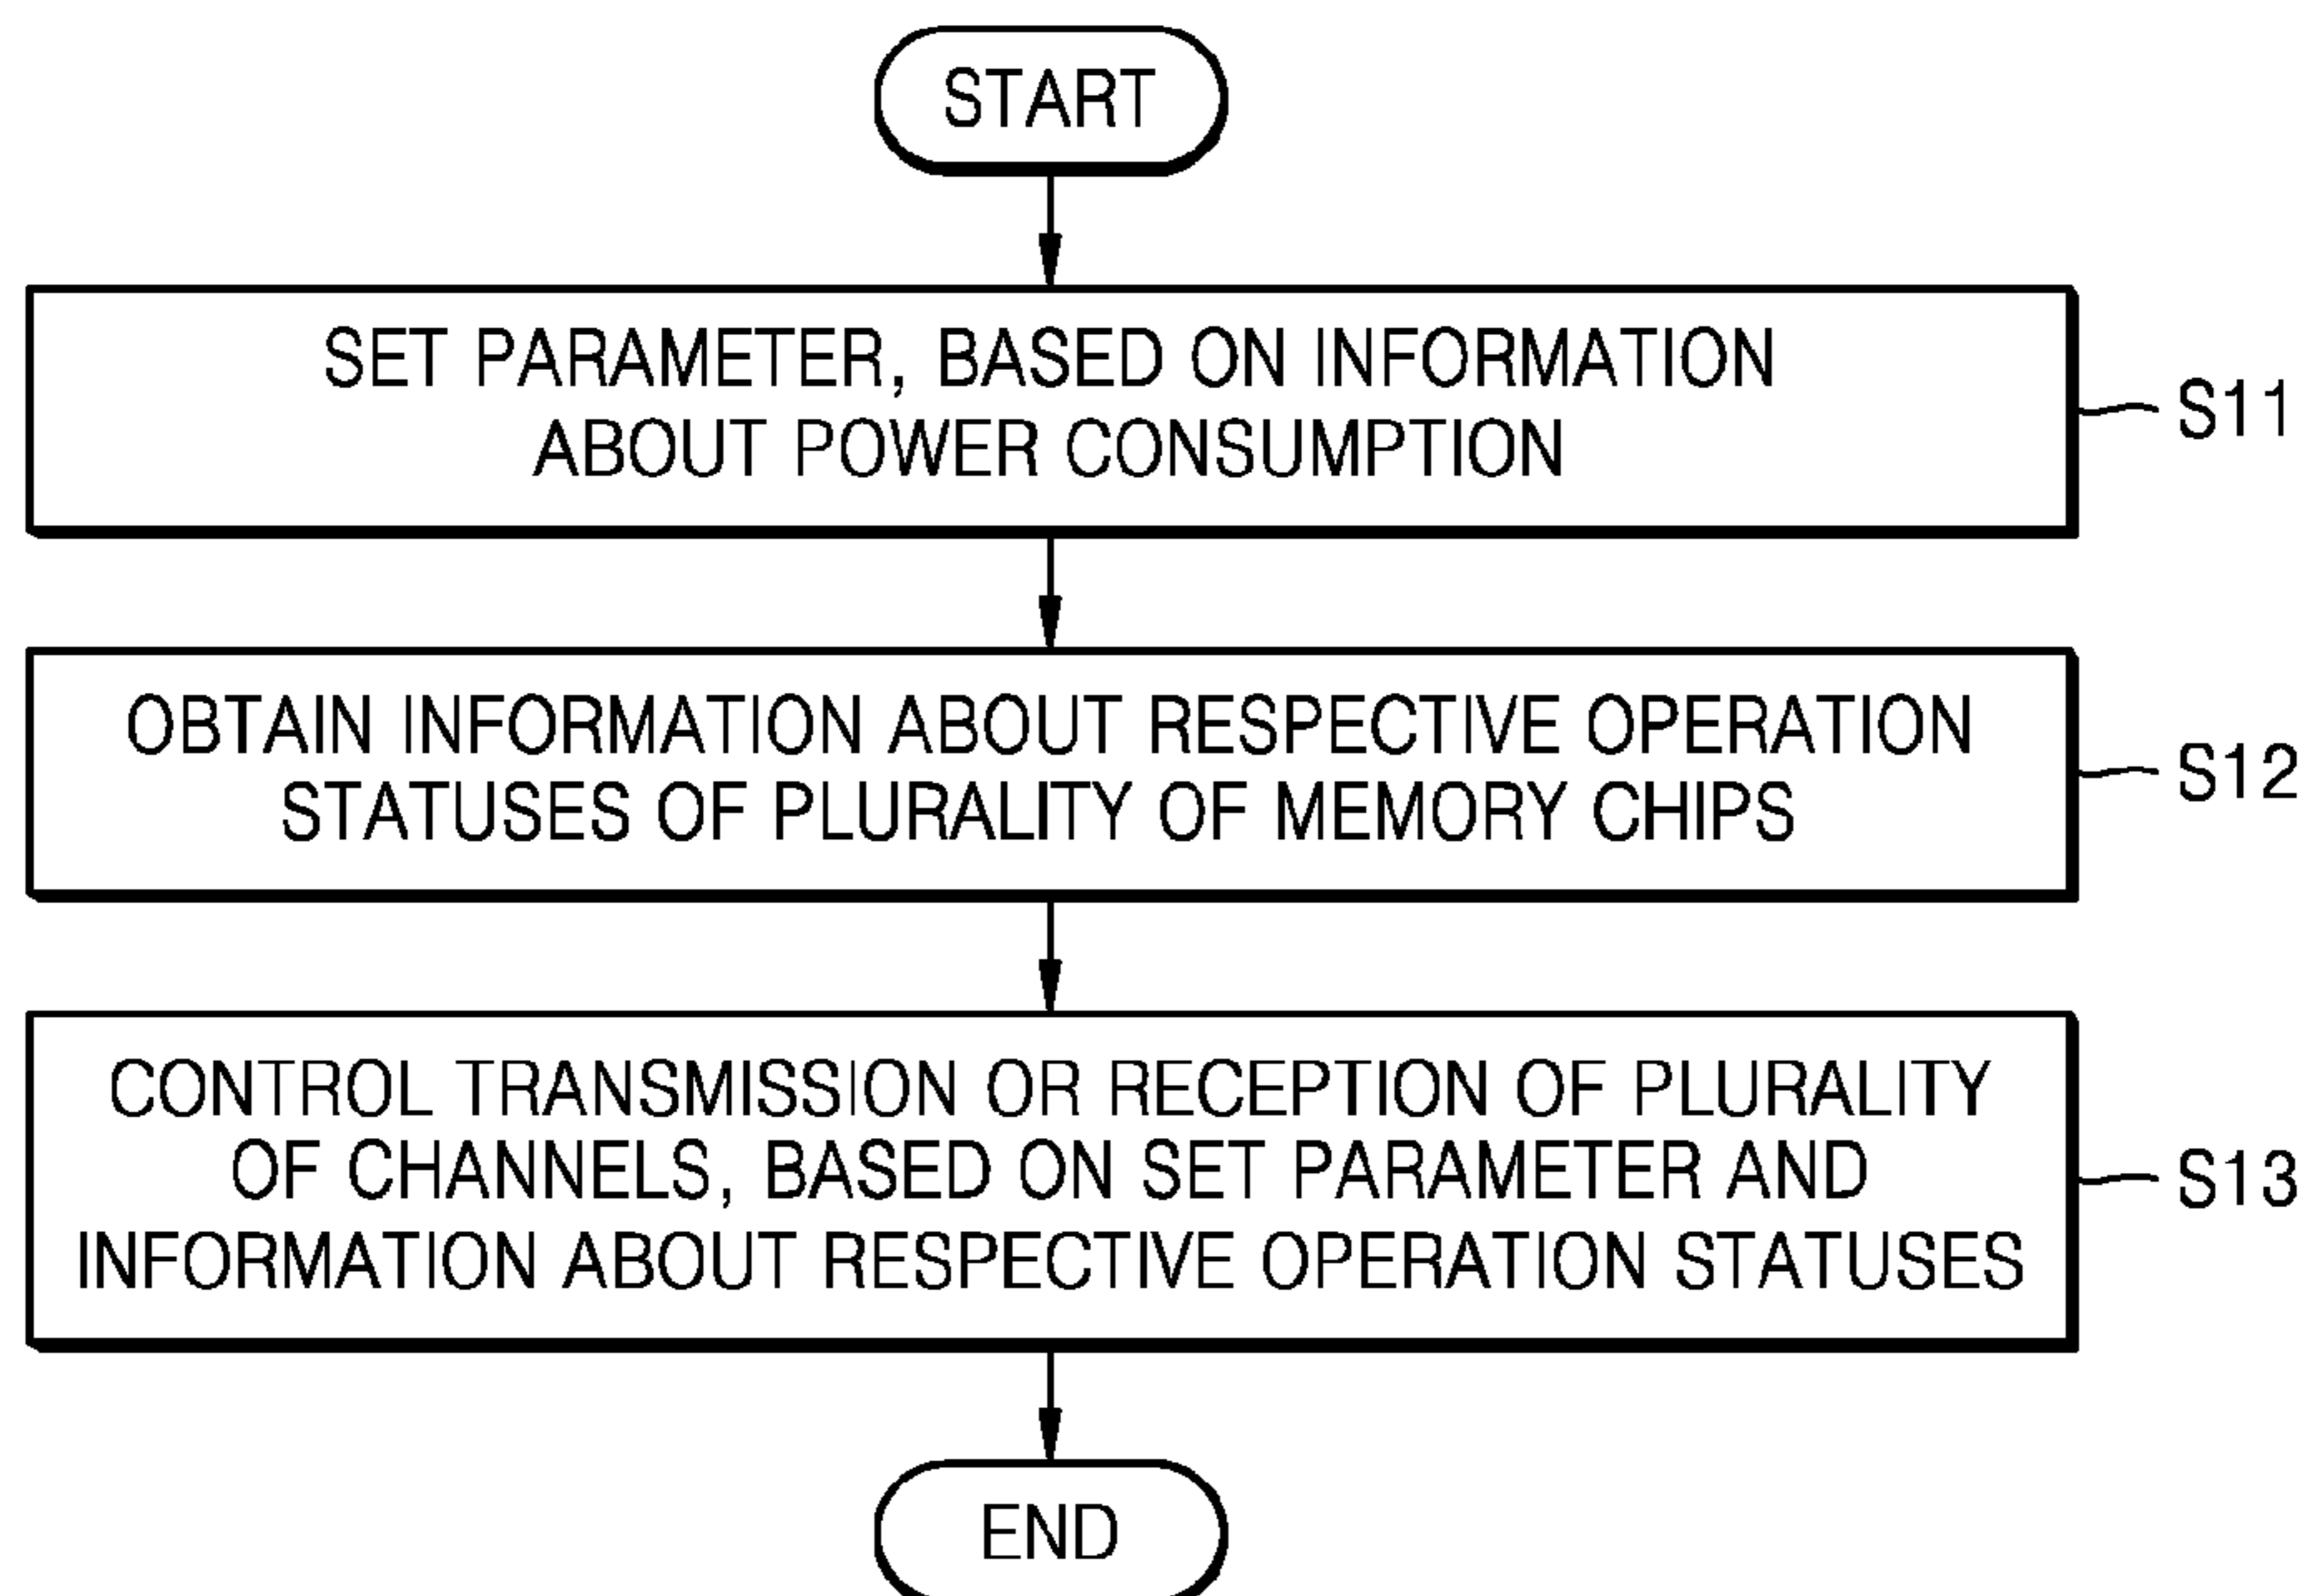 START
SET PARAMETER, BASED ON INFORMATION
ABOUT POWER CONSUMPTION
S11
OBTAIN INFORMATION ABOUT RESPECTIVE OPERATION
STATUSES OF PLURALITY OF MEMORY CHIPS
S12
CONTROL TRANSMISSION OR RECEPTION OF PLURALITY
OF CHANNELS, BASED ON SET PARAMETER AND
INFORMATION ABOUT RESPECTIVE OPERATION STATUSES
S13
END